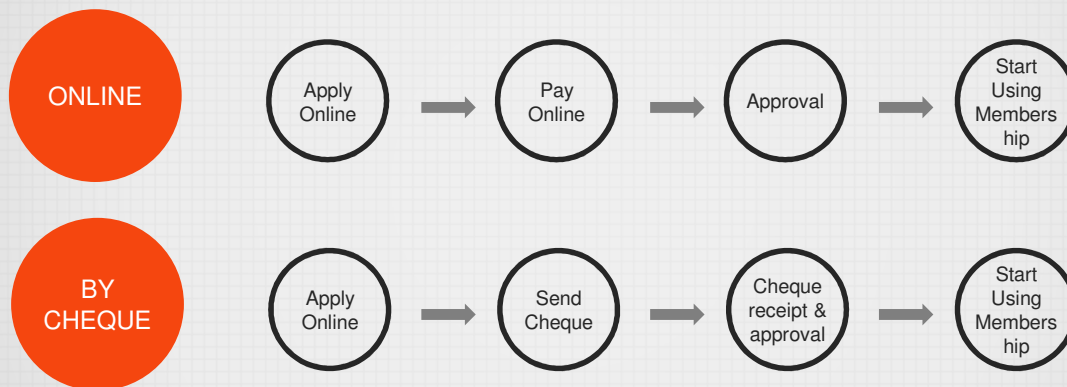 ONLINE
Apply
Online
Pay
Online
Approval
Start
Using
Members
hip
BY
CHEQUE
Apply
Online
Send
Cheque
Cheque
receipt &
approval
Start
Using
Members
hip